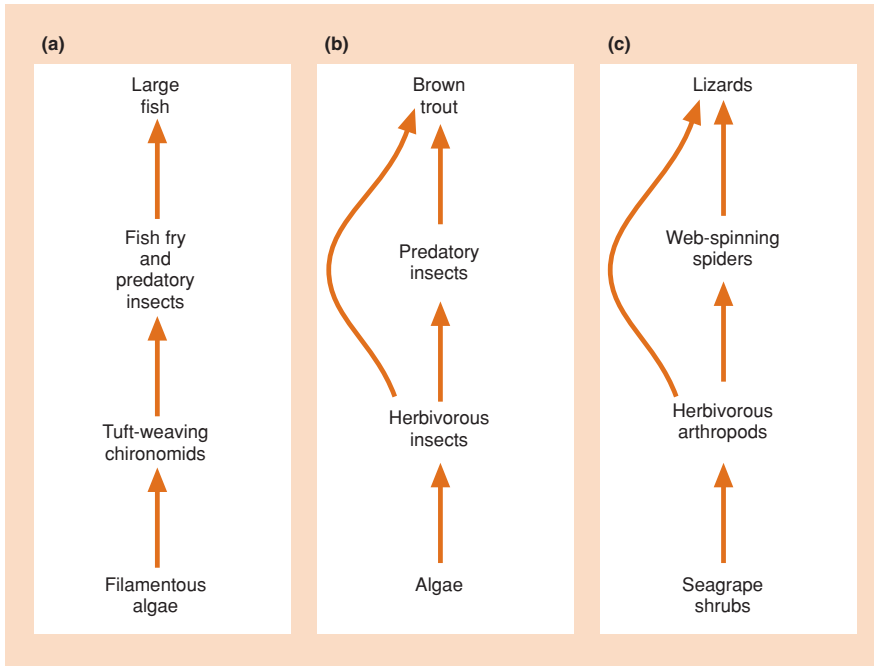 (a)
Large
fish
Fish fry
and
predatory
insects
Tuft-weaving
chironomids
Filamentous
algae
(b)
Brown
trout
Predatory
insects
Herbivorous
insects
Algae
(c)
Lizards
Web-spinning
spiders
Herbivorous
arthropods
Seagrape
shrubs